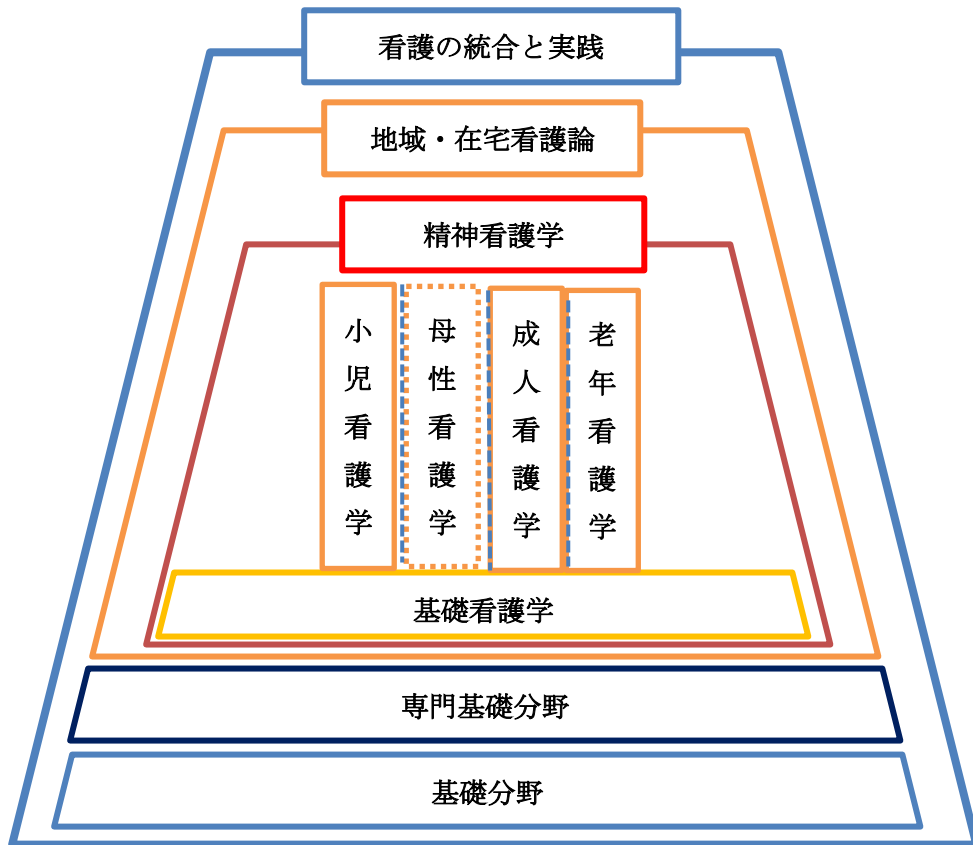 看護の統合と実践
地域・在宅看護論
精神看護学
小児看護学
母性看護学
成人看護学
老年看護学
基礎看護学
専門基礎分野
基礎分野